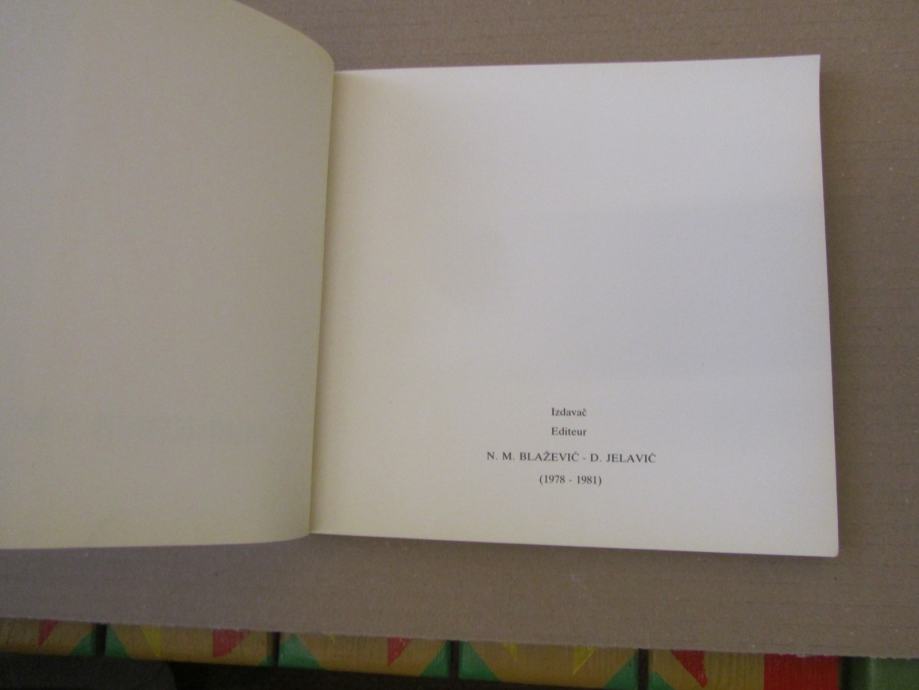 Izdavač
Editeur
N. M. BLAŽEVIĆ - D. JELAVIĆ
(1978 - 1981)